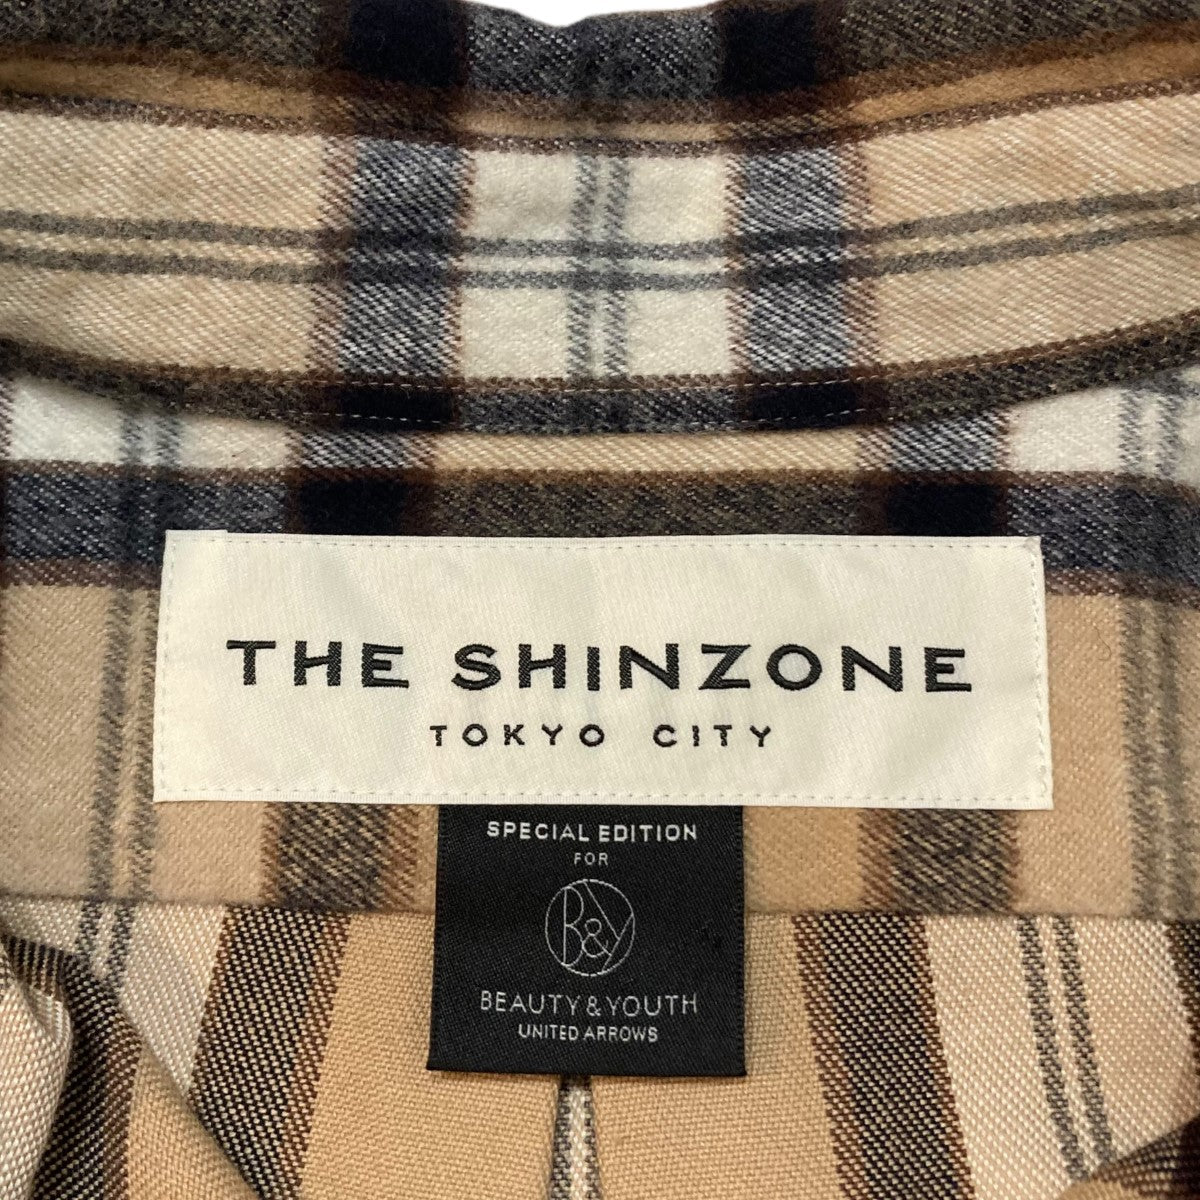 THE SHINZONE
TOKYO CITY
SPECIAL EDITION
FOR
B&Y
BEAUTY & YOUTH
UNITED ARROWS